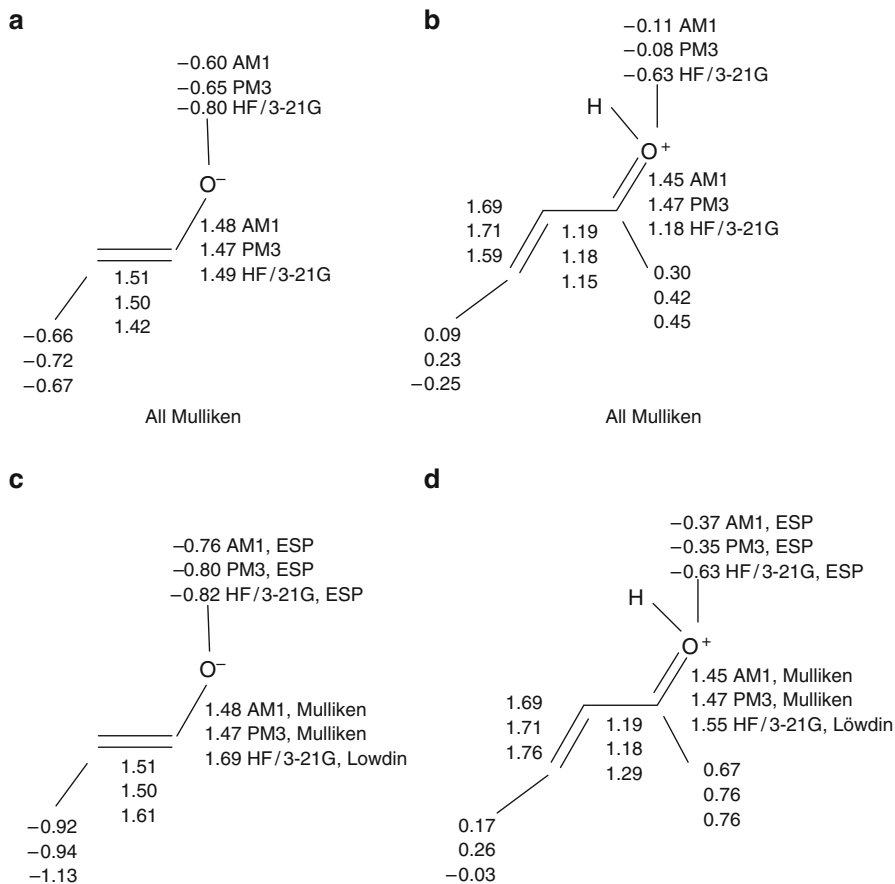 a
−0.60 AM1
−0.65 PM3
−0.80 HF/3-21G
O−
1.48 AM1
1.47 PM3
1.49 HF/3-21G
1.51
1.50
1.42
−0.66
−0.72
−0.67
All Mulliken
b
−0.11 AM1
−0.08 PM3
−0.63 HF/3-21G
H
O+
1.45 AM1
1.47 PM3
1.18 HF/3-21G
1.69
1.71
1.59
1.19
1.18
1.15
0.30
0.42
0.45
0.09
0.23
−0.25
All Mulliken
c
−0.76 AM1, ESP
−0.80 PM3, ESP
−0.82 HF/3-21G, ESP
O−
1.48 AM1, Mulliken
1.47 PM3, Mulliken
1.69 HF/3-21G, Lowdin
1.51
1.50
1.61
−0.92
−0.94
−1.13
d
−0.37 AM1, ESP
−0.35 PM3, ESP
−0.63 HF/3-21G, ESP
H
O+
1.45 AM1, Mulliken
1.47 PM3, Mulliken
1.55 HF/3-21G, Löwdin
1.69
1.71
1.76
1.19
1.18
1.29
0.67
0.76
0.76
0.17
0.26
−0.03